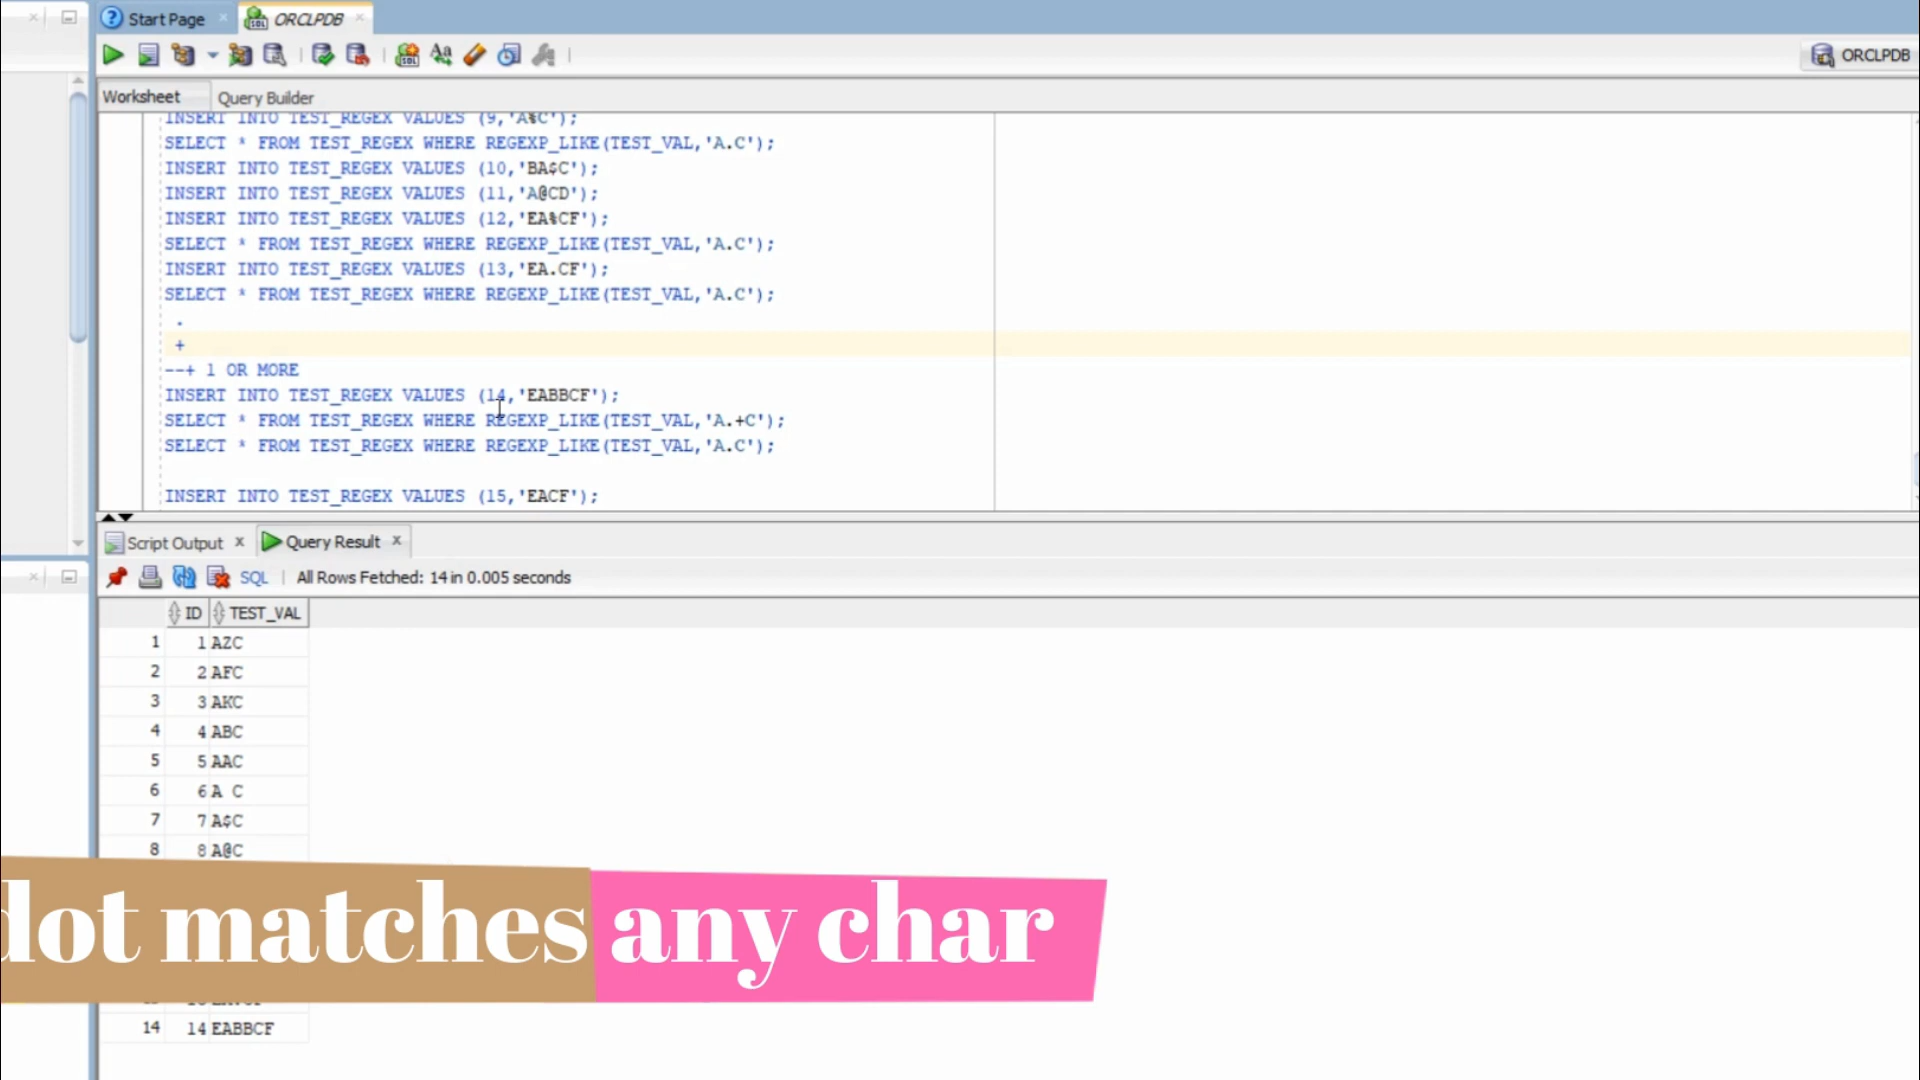 Start Page
ORCLPDB
ORCLPDB
Worksheet
Query Builder
INSERT INTO TEST_REGEX VALUES (9,'A%C');
SELECT * FROM TEST_REGEX WHERE REGEXP_LIKE(TEST_VAL,'A.C');
INSERT INTO TEST_REGEX VALUES (10,'BA$C');
INSERT INTO TEST_REGEX VALUES (11,'A@CD');
INSERT INTO TEST_REGEX VALUES (12,'EA%CF');
SELECT * FROM TEST_REGEX WHERE REGEXP_LIKE(TEST_VAL,'A.C');
INSERT INTO TEST_REGEX VALUES (13,'EA.CF');
SELECT * FROM TEST_REGEX WHERE REGEXP_LIKE(TEST_VAL,'A.C');
.
+
--+ 1 OR MORE
INSERT INTO TEST_REGEX VALUES (14,'EABBCF');
SELECT * FROM TEST_REGEX WHERE REGEXP_LIKE(TEST_VAL,'A.+C');
SELECT * FROM TEST_REGEX WHERE REGEXP_LIKE(TEST_VAL,'A.C');
INSERT INTO TEST_REGEX VALUES (15,'EACF');
Script Output x
Query Result x
SQL | All Rows Fetched: 14 in 0.005 seconds
ID TEST_VAL
1 1 AZC
2 2 AFC
3 3 AKC
4 4 ABC
5 5 AAC
6 6 A C
7 7 A$C
8 8 A@C
dot matches any char
14 14 EABBCF